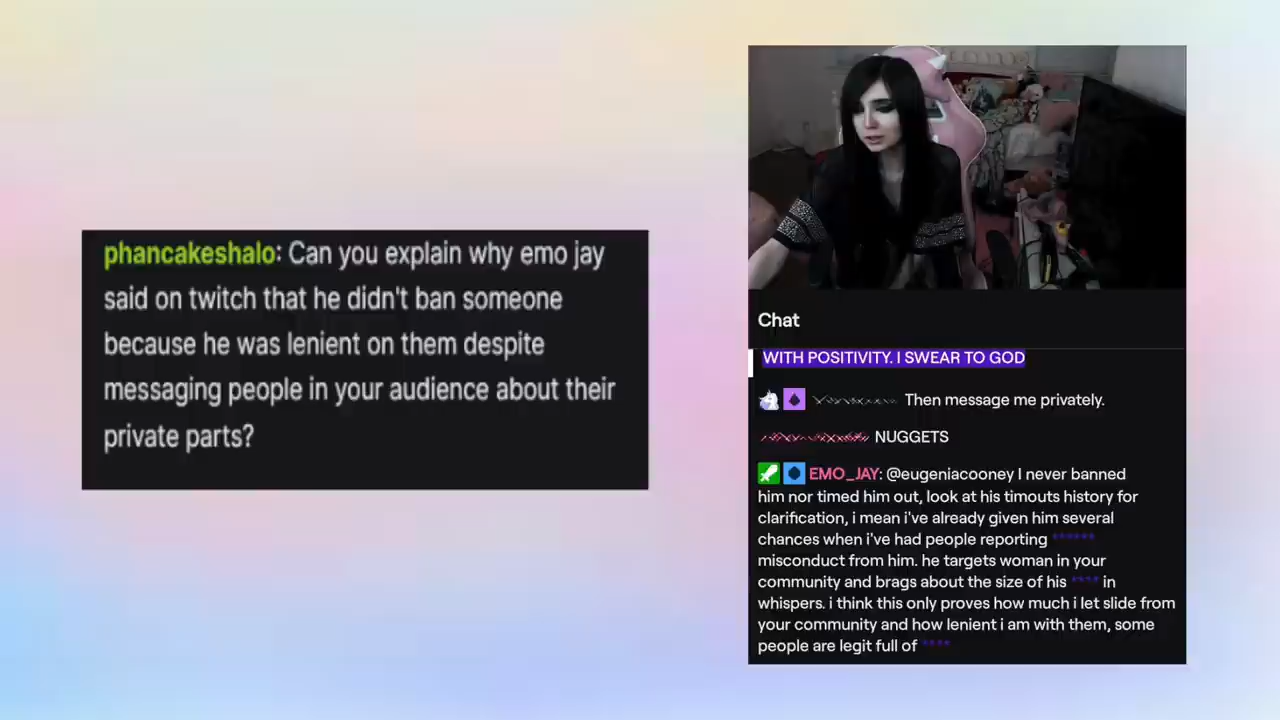 phancakeshalo: Can you explain why emo jay
said on twitch that he didn't ban someone
because he was lenient on them despite
messaging people in your audience about their
private parts?
Chat
WITH POSITIVITY. I SWEAR TO GOD
Then message me privately.
NUGGETS
EMO_JAY: @eugeniacooney I never banned
him nor timed him out, look at his timouts history for
clarification, i mean i've already given him several
chances when i've had people reporting ******
misconduct from him. he targets woman in your
community and brags about the size of his **** in
whispers. i think this only proves how much i let slide from
your community and how lenient i am with them, some
people are legit full of ****